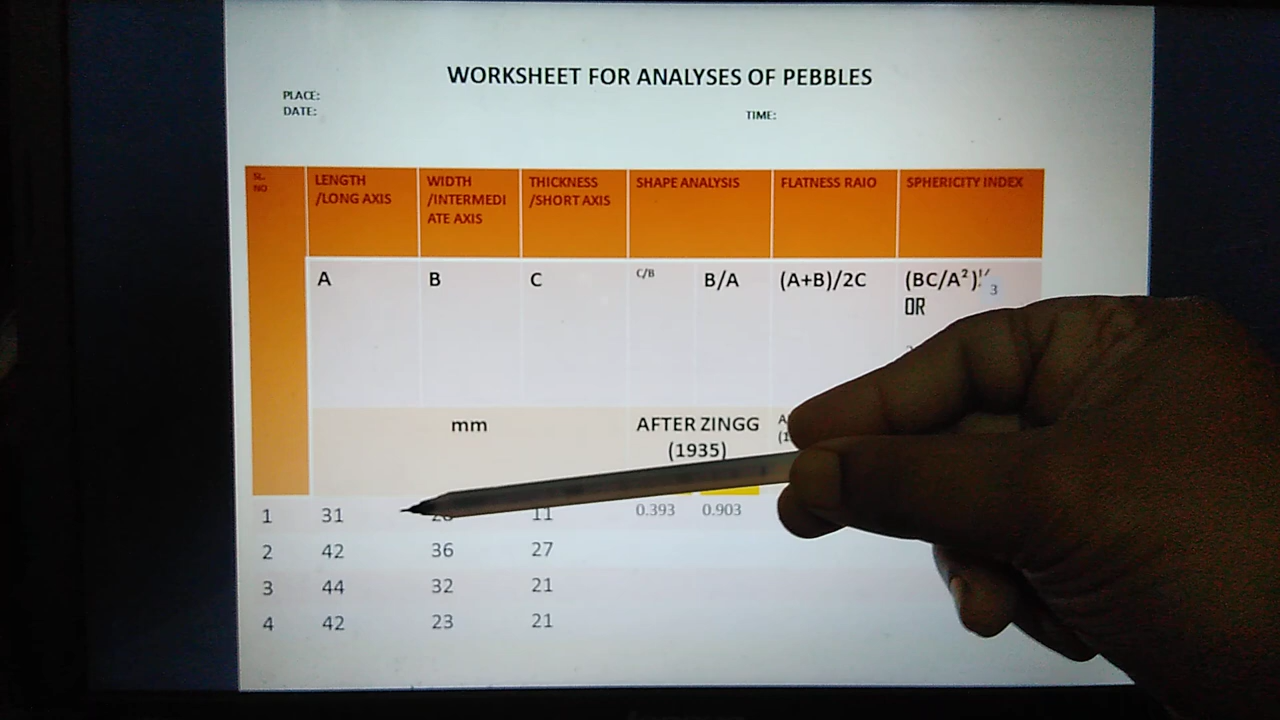 WORKSHEET FOR ANALYSES OF PEBBLES
PLACE:
DATE:
TIME:
SL. NO LENGTH /LONG AXIS WIDTH /INTERMEDI ATE AXIS THICKNESS /SHORT AXIS SHAPE ANALYSIS FLATNESS RAIO SPHERICITY INDEX
A B C C/B B/A (A+B)/2C (BC/A²)¹/3
OR
mm AFTER ZINGG
(1935)
1 31 11 0.393 0.903
2 42 36 27
3 44 32 21
4 42 23 21